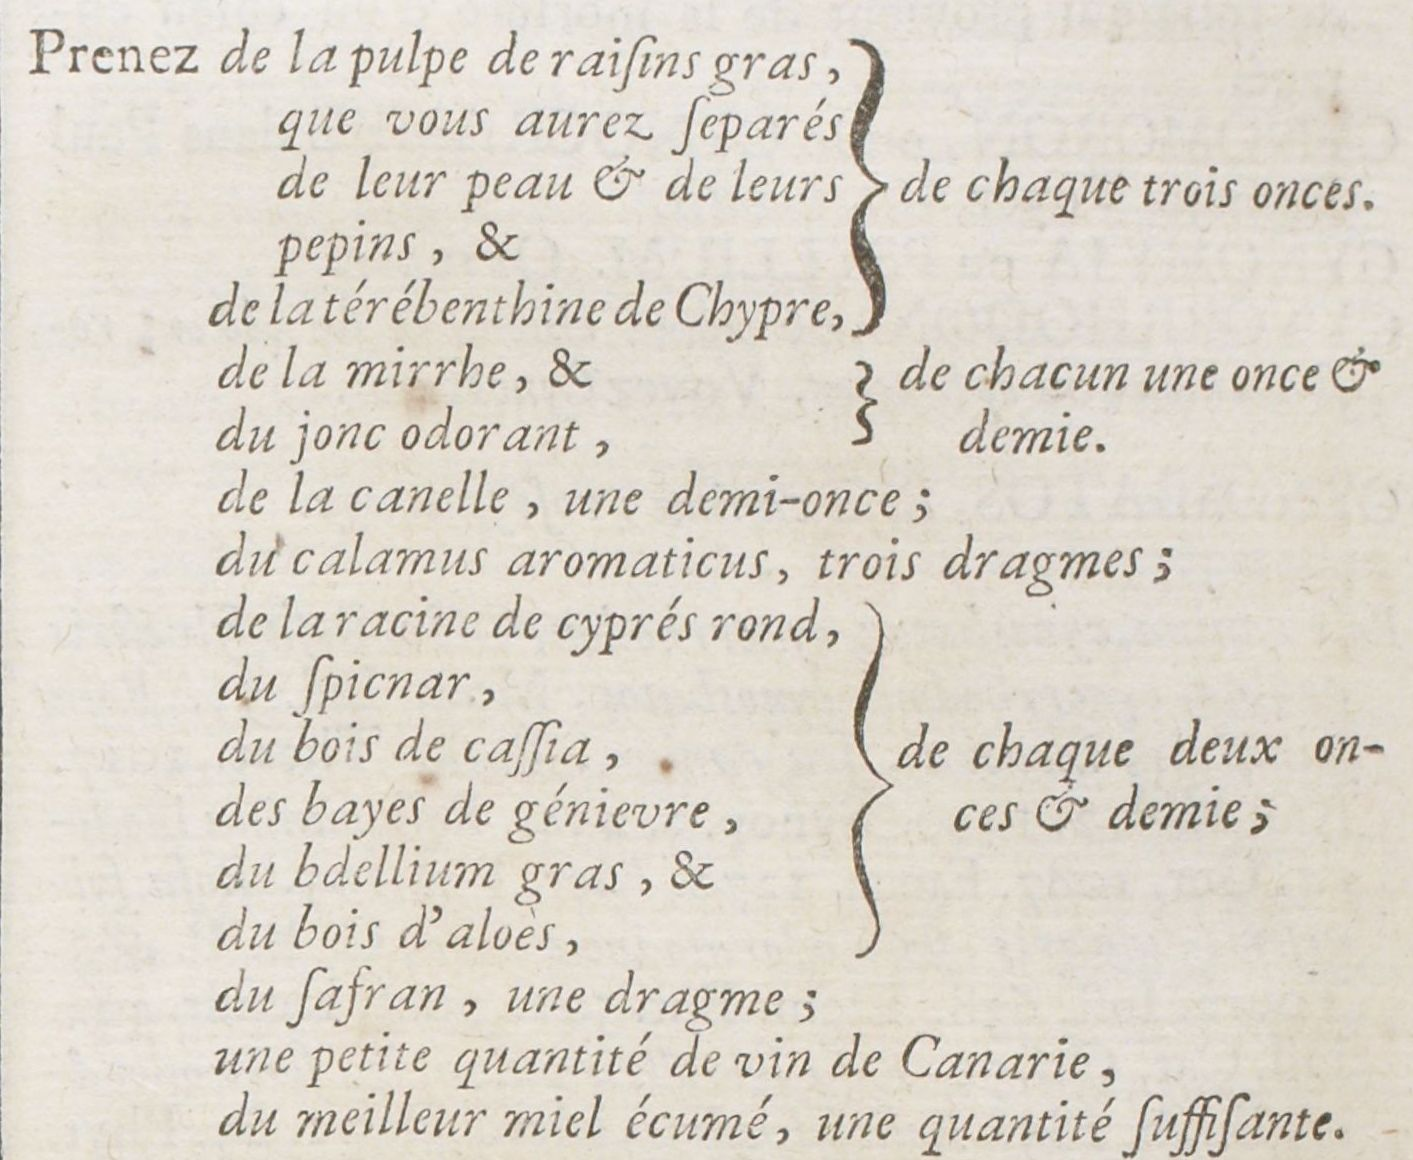 Prenez de la pulpe de raiſins gras,
que vous aurez ſeparés
de leur peau & de leurs
pepins, &
de la térébenthine de Chypre,
de chaque trois onces.
de la mirrhe, &
du jonc odorant,
de chacun une once &
demie.
de la canelle, une demi-once;
du calamus aromaticus, trois dragmes;
de la racine de cyprés rond,
du ſpicnar,
du bois de caſſia,
des bayes de génievre,
du bdellium gras, &
du bois d'aloès,
de chaque deux on-
ces & demie;
du ſafran, une dragme;
une petite quantité de vin de Canarie,
du meilleur miel écumé, une quantité ſuffiſante.